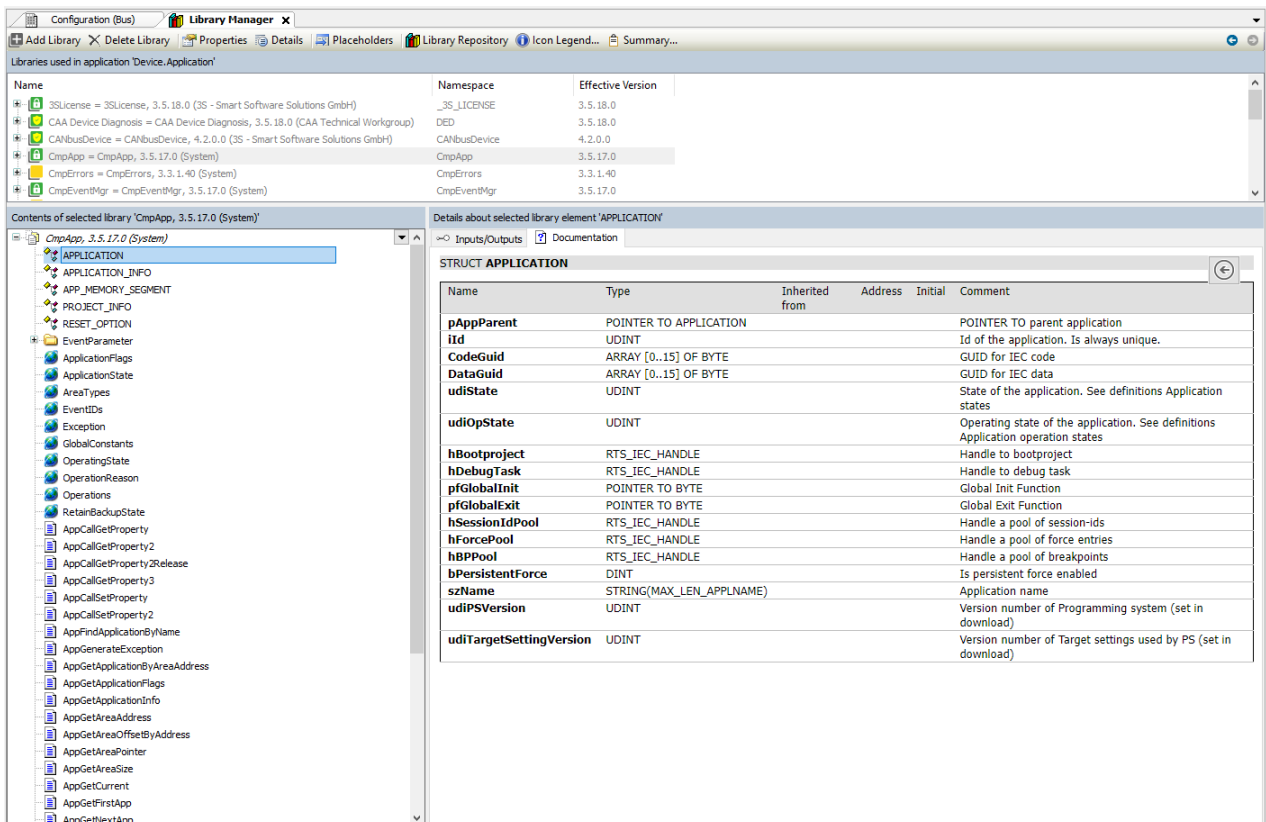 Configuration (Bus) Library Manager X
Add Library Delete Library Properties Details Placeholders Library Repository Icon Legend... Summary...
Libraries used in application 'Device.Application'
Name Namespace Effective Version
3SLicense = 3SLicense, 3.5.18.0 (3S - Smart Software Solutions GmbH) _3S_LICENSE 3.5.18.0
CAA Device Diagnosis = CAA Device Diagnosis, 3.5.18.0 (CAA Technical Workgroup) DED 3.5.18.0
CANbusDevice = CANbusDevice, 4.2.0.0 (3S - Smart Software Solutions GmbH) CANbusDevice 4.2.0.0
CmpApp = CmpApp, 3.5.17.0 (System) CmpApp 3.5.17.0
CmpErrors = CmpErrors, 3.3.1.40 (System) CmpErrors 3.3.1.40
CmpEventMgr = CmpEventMgr, 3.5.17.0 (System) CmpEventMgr 3.5.17.0
Contents of selected library 'CmpApp, 3.5.17.0 (System)'
CmpApp, 3.5.17.0 (System)
APPLICATION
APPLICATION_INFO
APP_MEMORY_SEGMENT
PROJECT_INFO
RESET_OPTION
EventParameter
ApplicationFlags
ApplicationState
AreaTypes
EventIDs
Exception
GlobalConstants
OperatingState
OperationReason
Operations
RetainBackupState
AppCallGetProperty
AppCallGetProperty2
AppCallGetProperty2Release
AppCallGetProperty3
AppCallSetProperty
AppCallSetProperty2
AppFindApplicationByName
AppGenerateException
AppGetApplicationByAreaAddress
AppGetApplicationFlags
AppGetApplicationInfo
AppGetAreaAddress
AppGetAreaOffsetByAddress
AppGetAreaPointer
AppGetAreaSize
AppGetCurrent
AppGetFirstApp
AppGetNextApp
Details about selected library element 'APPLICATION'
Inputs/Outputs Documentation
STRUCT APPLICATION
Name Type Inherited Address Initial Comment
from
pAppParent POINTER TO APPLICATION POINTER TO parent application
iId UDINT Id of the application. Is always unique.
CodeGuid ARRAY [0..15] OF BYTE GUID for IEC code
DataGuid ARRAY [0..15] OF BYTE GUID for IEC data
udiState UDINT State of the application. See definitions Application
states
udiOpState UDINT Operating state of the application. See definitions
Application operation states
hBootproject RTS_IEC_HANDLE Handle to bootproject
hDebugTask RTS_IEC_HANDLE Handle to debug task
pfGlobalInit POINTER TO BYTE Global Init Function
pfGlobalExit POINTER TO BYTE Global Exit Function
hSessionIdPool RTS_IEC_HANDLE Handle a pool of session-ids
hForcePool RTS_IEC_HANDLE Handle a pool of force entries
hBPPool RTS_IEC_HANDLE Handle a pool of breakpoints
bPersistentForce DINT Is persistent force enabled
szName STRING(MAX_LEN_APPLNAME) Application name
udiPSVersion UDINT Version number of Programming system (set in
download)
udiTargetSettingVersion UDINT Version number of Target settings used by PS (set in
download)